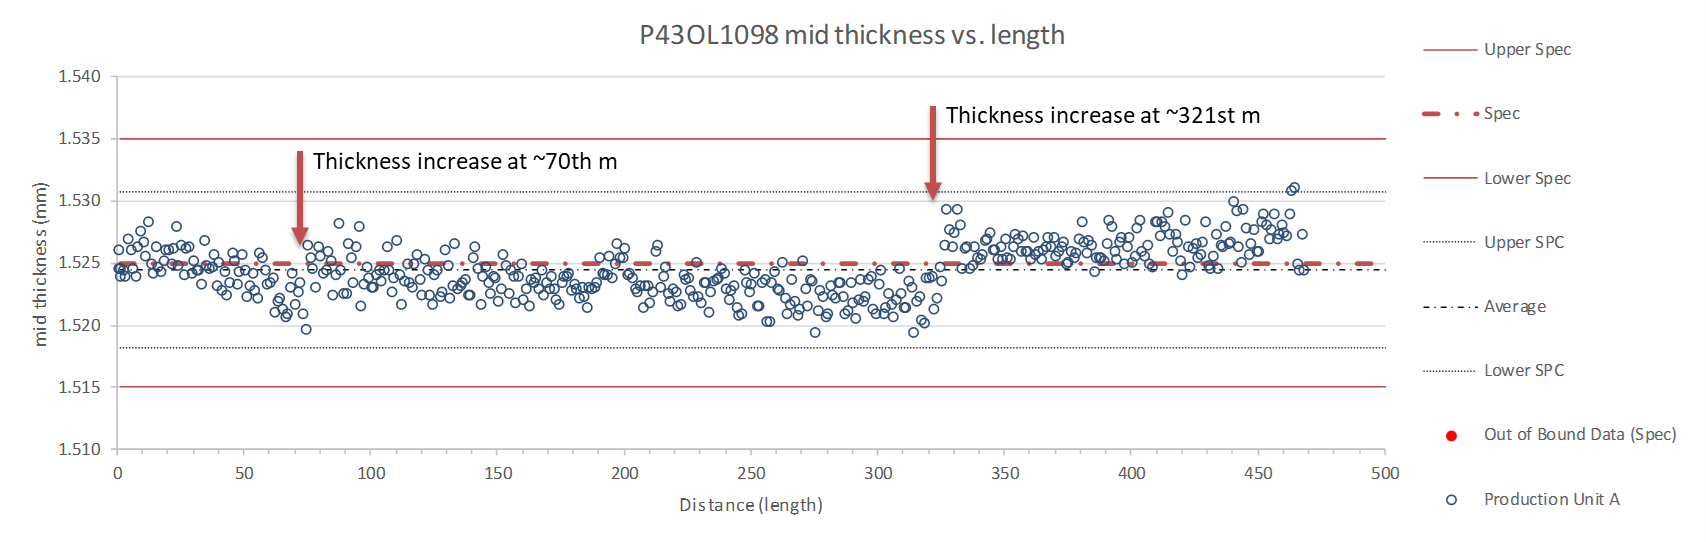 P43OL1098 mid thickness vs. length
Upper Spec
1.540
Thickness increase at ~321st m
Spec
1.535
Thickness increase at ~70th m
Lower Spec
1.530
mid thickness (mm)
Upper SPC
1.525
Average
1.520
Lower SPC
1.515
Out of Bound Data (Spec)
1.510
0 50 100 150 200 250 300 350 400 450 500
Distance (length)
Production Unit A